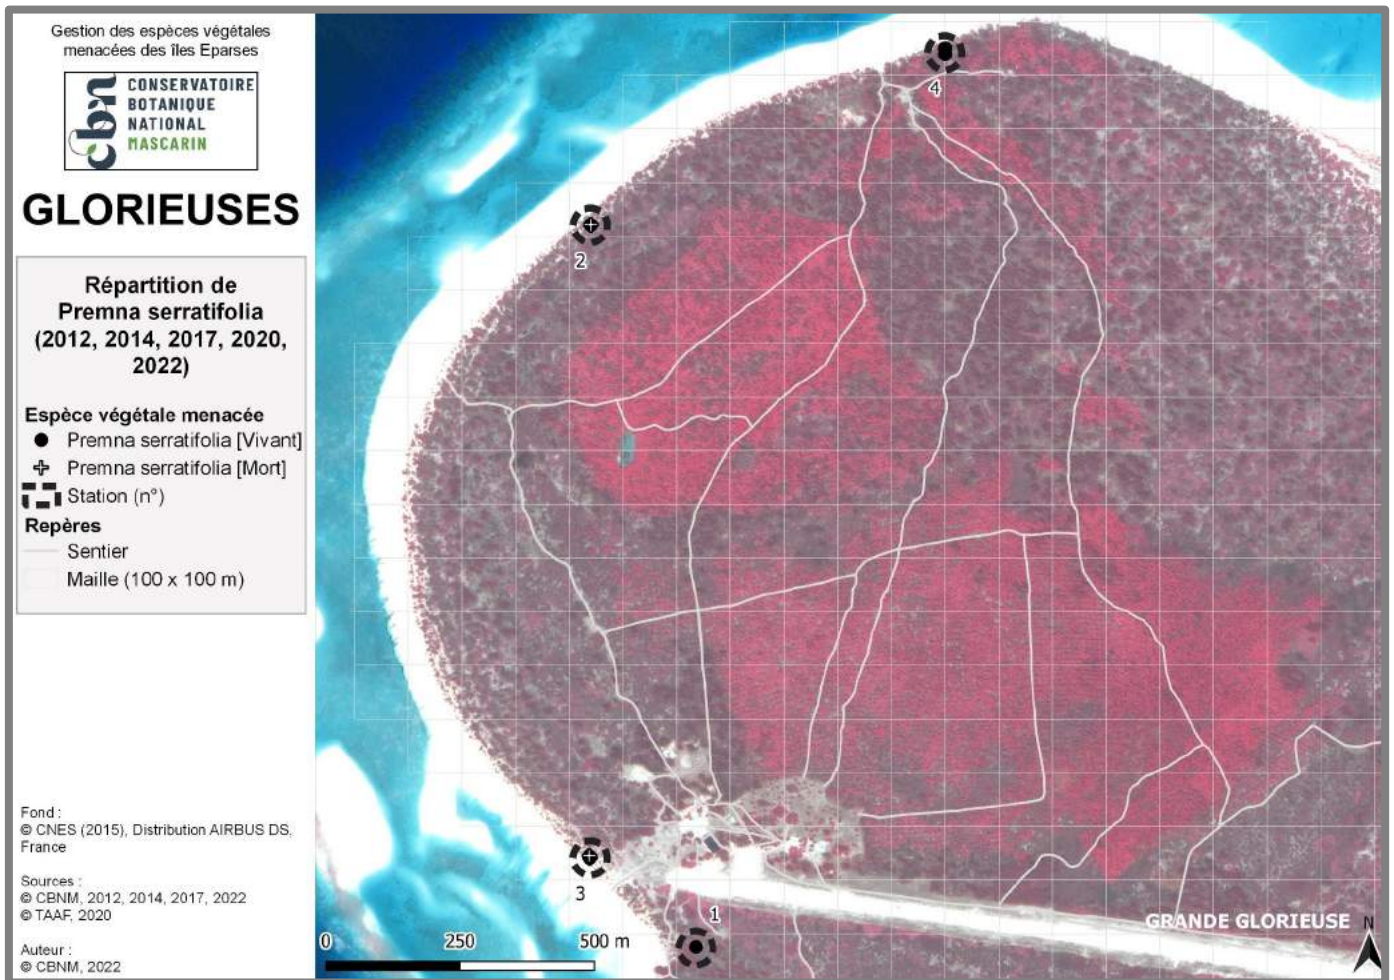 Gestion des espèces végétales
menacées des îles Eparses
cbn
CONSERVATOIRE
BOTANIQUE
NATIONAL
MASCARIN
GLORIEUSES
Répartition de
Premna serratifolia
(2012, 2014, 2017, 2020,
2022)
Espèce végétale menacée
Premna serratifolia [Vivant]
Premna serratifolia [Mort]
Station (n°)
Repères
Sentier
Maille (100 x 100 m)
Fond :
© CNES (2015), Distribution AIRBUS DS,
France
Sources :
© CBNM, 2012, 2014, 2017, 2022
© TAAF, 2020
Auteur :
© CBNM, 2022
4
2
3
1
0 250 500 m
GRANDE GLORIEUSE
N